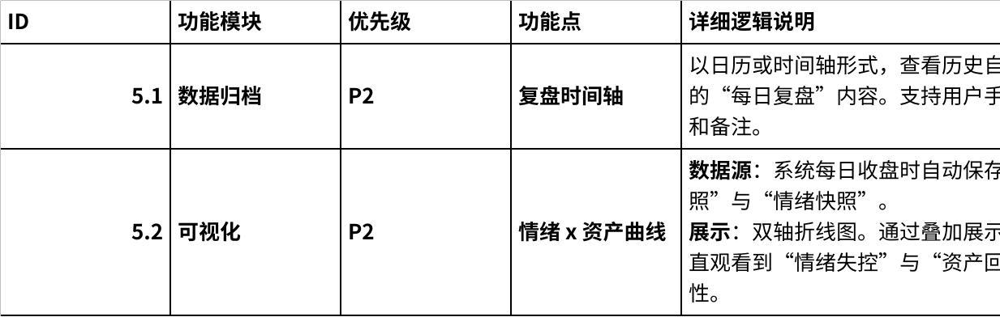 ID 功能模块 优先级 功能点 详细逻辑说明
5.1 数据归档 P2 复盘时间轴 以日历或时间轴形式，查看历史自
的“每日复盘”内容。支持用户手
和备注。
5.2 可视化 P2 情绪 x 资产曲线 数据源：系统每日收盘时自动保存
照”与“情绪快照”。
展示：双轴折线图。通过叠加展示
直观看到“情绪失控”与“资产回
性。